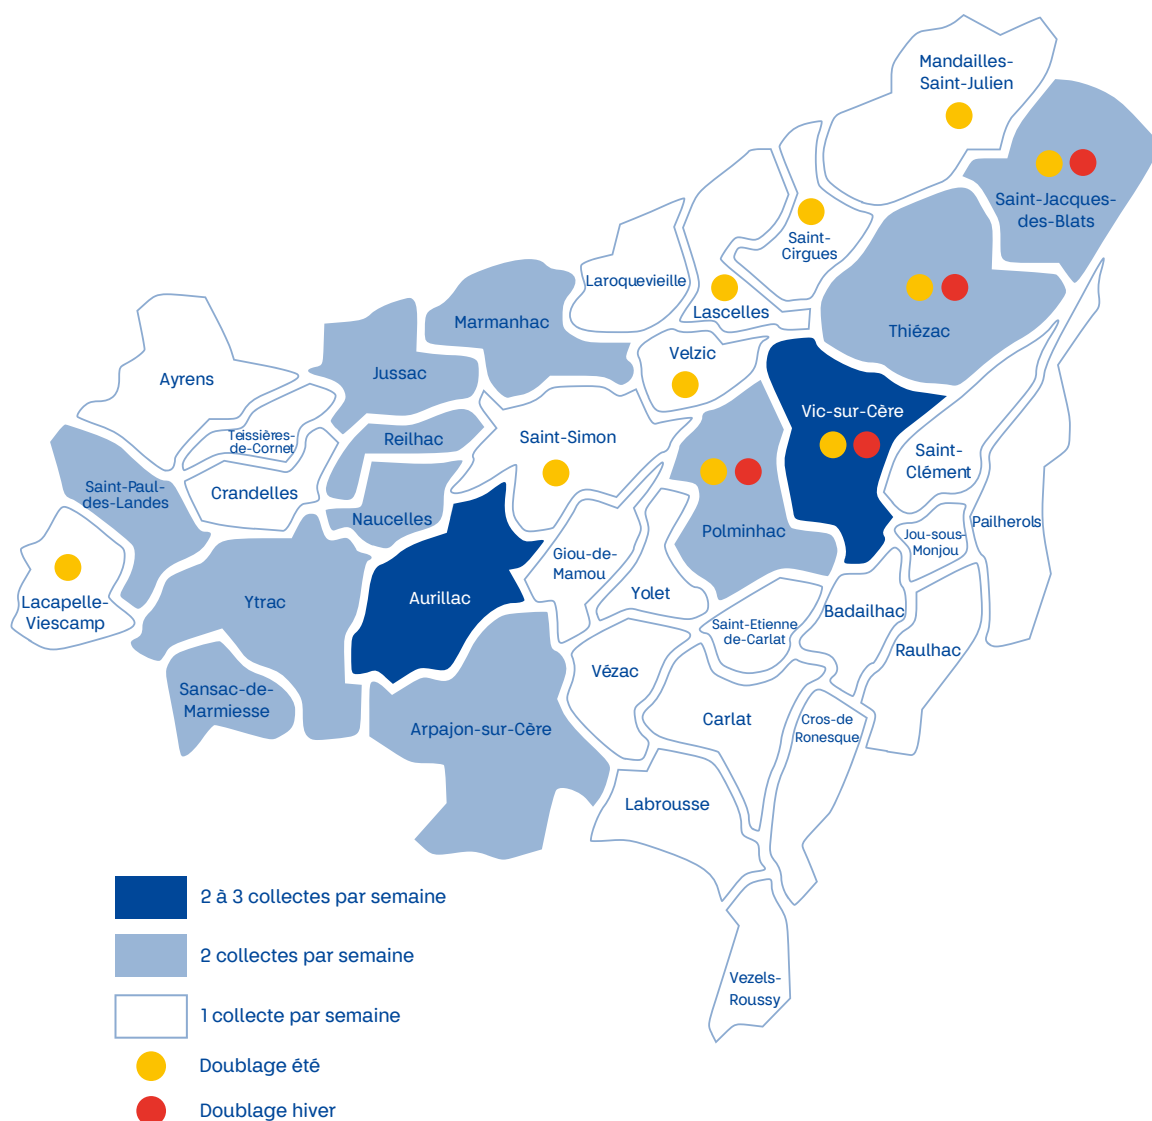 Mandailles-
Saint-Julien
Saint-Jacques-
des-Blats
Saint-
Cirgues
Laroquevieille
Lascelles
Thiézac
Marmanhac
Velzic
Ayrens
Jussac
Vic-sur-Cère
Teissières-
de-Cornet
Reilhac
Saint-Simon
Saint-
Clément
Saint-Paul-
des-Landes
Crandelles
Naucelles
Polminhac
Pailherols
Jou-sous-
Monjou
Giou-de-
Mamou
Yolet
Lacapelle-
Viescamp
Ytrac
Aurillac
Saint-Etienne
de-Carlat
Badailhac
Raulhac
Vézac
Sansac-de-
Marmiesse
Arpajon-sur-Cère
Carlat
Cros-de
Ronesque
Labrousse
Vezels-
Roussy
2 à 3 collectes par semaine
2 collectes par semaine
1 collecte par semaine
Doublage été
Doublage hiver